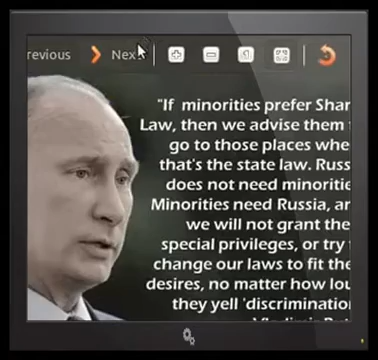 revious Nex
"If minorities prefer Shar
Law, then we advise them
go to those places whe
that's the state law. Russ
does not need minoritie
Minorities need Russia, ar
we will not grant the
special privileges, or try
change our laws to fit the
desires, no matter how lou
they yell 'discrimination